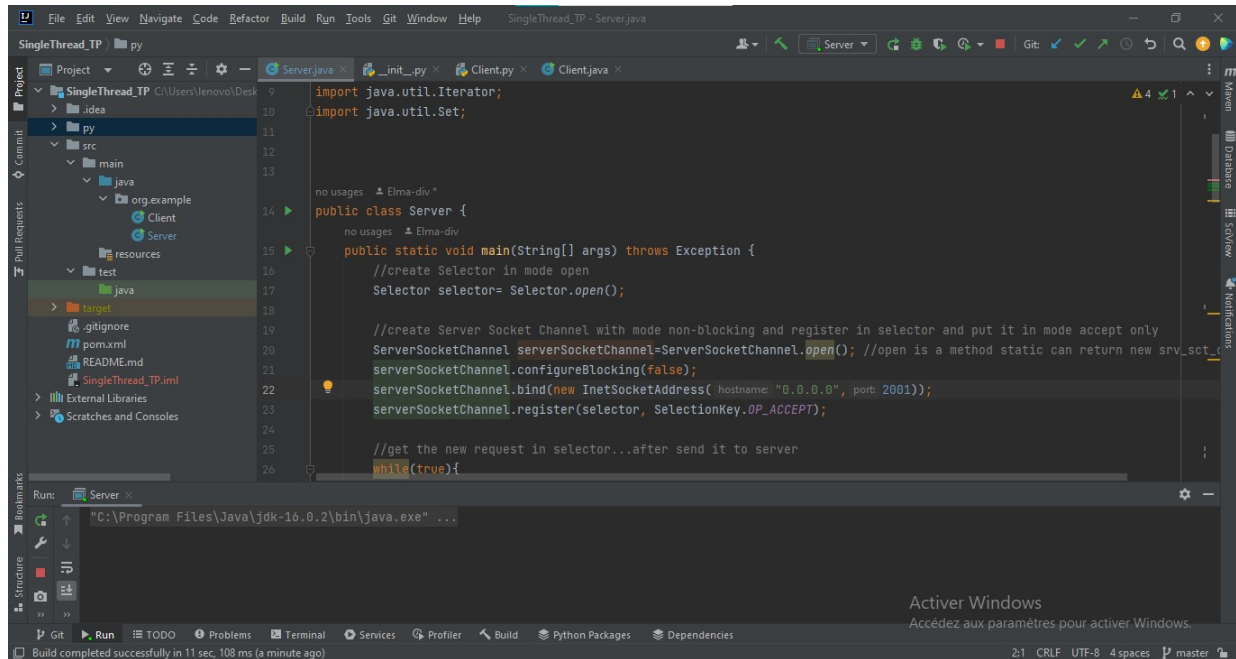 File Edit View Navigate Code Refactor Build Run Tools Git Window Help SingleThread_TP - Server.java
SingleThread_TP py Server Git:
Project Server.java __init__.py Client.py Client.java
SingleThread_TP C:\Users\lenovo\Desk
.idea
py
src
main
java
org.example
Client
Server
resources
test
java
target
.gitignore
pom.xml
README.md
SingleThread_TP.iml
External Libraries
Scratches and Consoles
4 1
9 import java.util.Iterator;
10 import java.util.Set;
11
12
13
no usages Elma-div *
14 public class Server {
no usages Elma-div
15 public static void main(String[] args) throws Exception {
16 //create Selector in mode open
17 Selector selector= Selector.open();
18
19 //create Server Socket Channel with mode non-blocking and register in selector and put it in mode accept only
20 ServerSocketChannel serverSocketChannel=ServerSocketChannel.open(); //open is a method static can return new srv_sct_
21 serverSocketChannel.configureBlocking(false);
22 serverSocketChannel.bind(new InetSocketAddress( hostname: "0.0.0.0", port: 2001));
23 serverSocketChannel.register(selector, SelectionKey.OP_ACCEPT);
24
25 //get the new request in selector...after send it to server
26 while(true){
Project
Commit
Pull Requests
Bookmarks
Structure
Maven
Database
SciView
Notifications
Run: Server
"C:\Program Files\Java\jdk-16.0.2\bin\java.exe" ...
Activer Windows
Accédez aux paramètres pour activer Windows.
Git Run TODO Problems Terminal Services Profiler Build Python Packages Dependencies
Build completed successfully in 11 sec, 108 ms (a minute ago) 2:1 CRLF UTF-8 4 spaces master